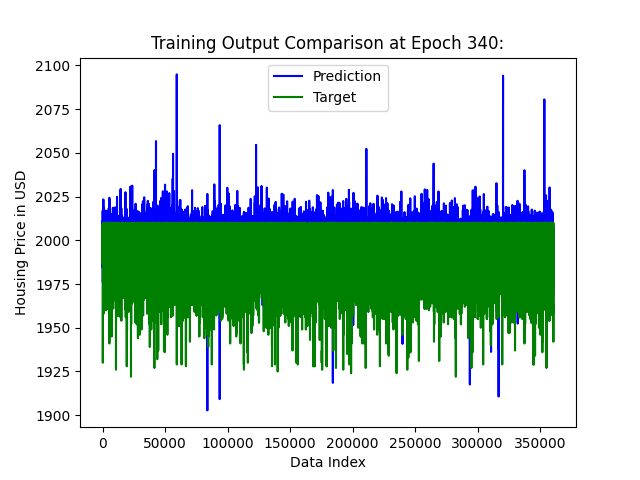 Training Output Comparison at Epoch 340:
Prediction
Target
Housing Price in USD
2100
2075
2050
2025
2000
1975
1950
1925
1900
0 50000 100000 150000 200000 250000 300000 350000
Data Index